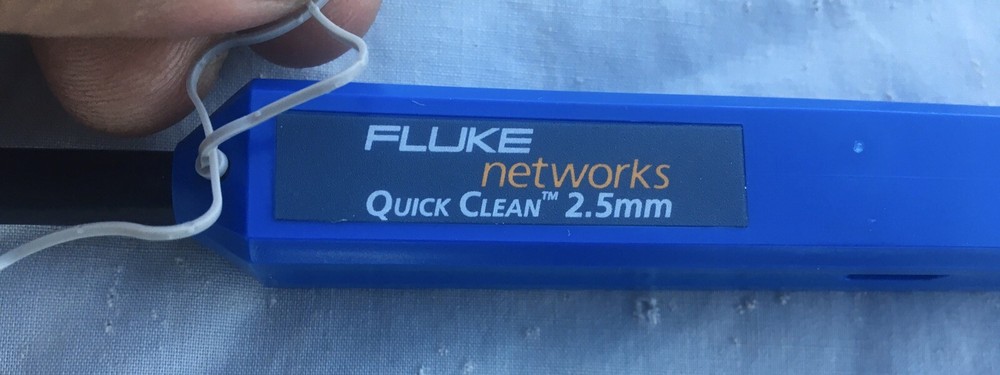 FLUKE
networks
QUICK CLEAN™ 2.5mm